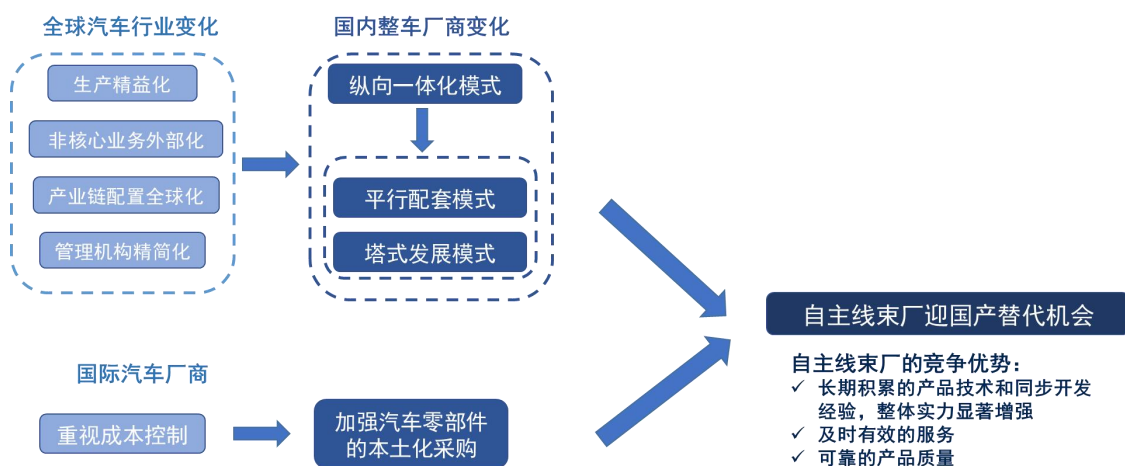 全球汽车行业变化
生产精益化
非核心业务外部化
产业链配置全球化
管理机构精简化
国内整车厂商变化
纵向一体化模式
平行配套模式
塔式发展模式
国际汽车厂商
重视成本控制
加强汽车零部件
的本土化采购
自主线束厂迎国产替代机会
自主线束厂的竞争优势：
✓ 长期积累的产品技术和同步开发
经验，整体实力显著增强
✓ 及时有效的服务
✓ 可靠的产品质量